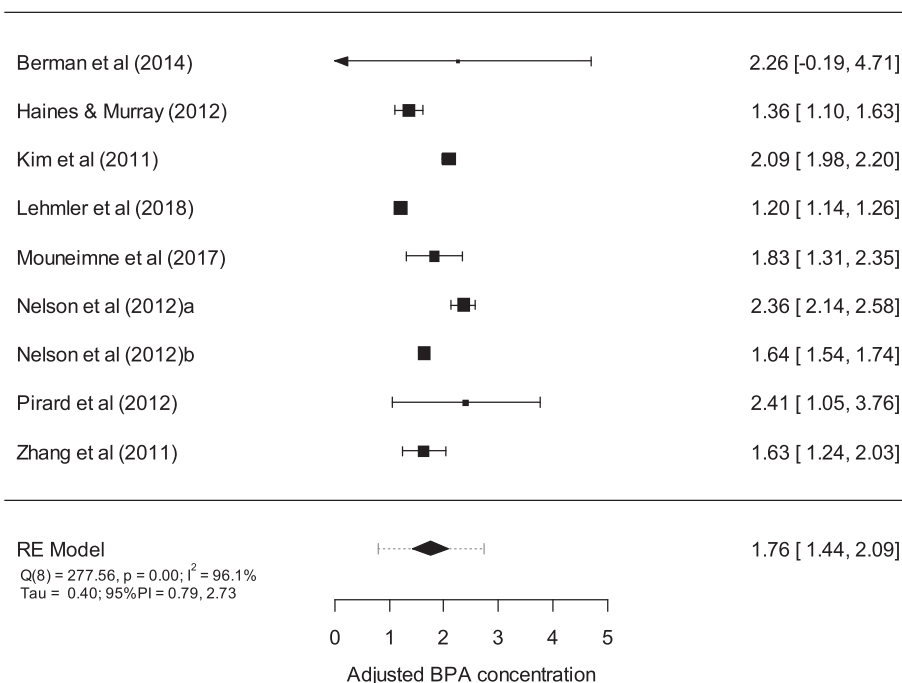 Berman et al (2014) 2.26 [-0.19, 4.71]
Haines & Murray (2012) 1.36 [ 1.10, 1.63]
Kim et al (2011) 2.09 [ 1.98, 2.20]
Lehmler et al (2018) 1.20 [ 1.14, 1.26]
Mouneimne et al (2017) 1.83 [ 1.31, 2.35]
Nelson et al (2012)a 2.36 [ 2.14, 2.58]
Nelson et al (2012)b 1.64 [ 1.54, 1.74]
Pirard et al (2012) 2.41 [ 1.05, 3.76]
Zhang et al (2011) 1.63 [ 1.24, 2.03]
RE Model 1.76 [ 1.44, 2.09]
Q(8) = 277.56, p = 0.00; I² = 96.1%
Tau = 0.40; 95%PI = 0.79, 2.73
0 1 2 3 4 5
Adjusted BPA concentration